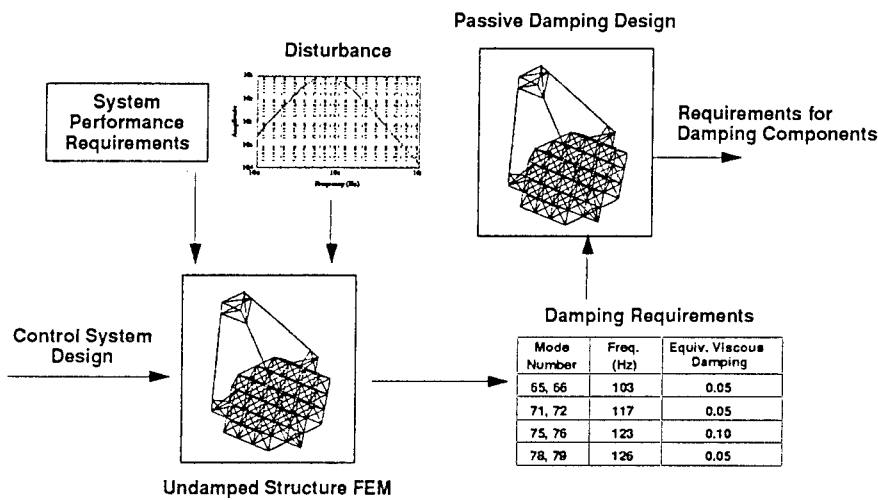 Passive Damping Design
Disturbance
System
Performance
Requirements
Frequency (Hz)
Requirements for
Damping Components
Control System
Design
Undamped Structure FEM
Damping Requirements
Mode Number Freq. (Hz) Equiv. Viscous Damping
65, 66 103 0.05
71, 72 117 0.05
75, 76 123 0.10
78, 79 126 0.05